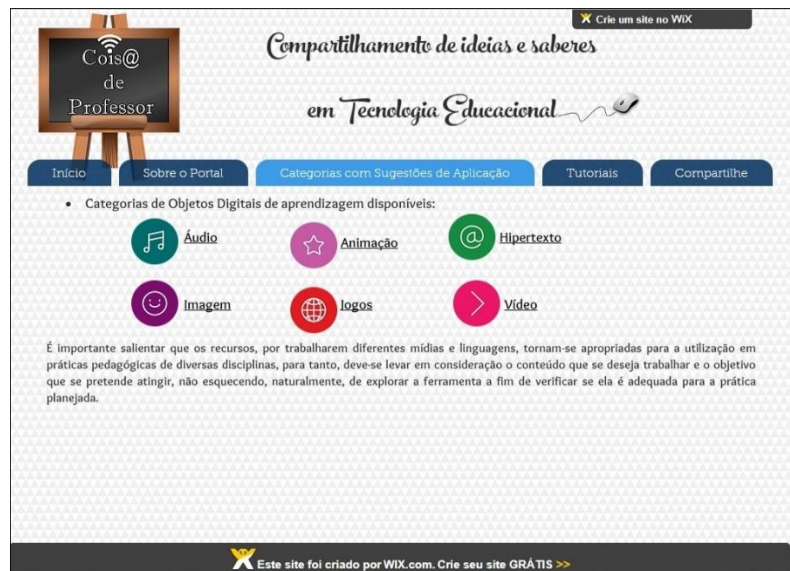 Crie um site no WiX
Cois@
de
Professor
Compartilhamento de ideias e saberes
em Tecnologia Educacional
Início
Sobre o Portal
Categorias com Sugestões de Aplicação
Tutoriais
Compartilhe
• Categorias de Objetos Digitais de aprendizagem disponíveis:
Áudio
Animação
@ Hipertexto
Imagem
Jogos
Vídeo
É importante salientar que os recursos, por trabalharem diferentes mídias e linguagens, tornam-se apropriadas para a utilização em
práticas pedagógicas de diversas disciplinas, para tanto, deve-se levar em consideração o conteúdo que se deseja trabalhar e o objetivo
que se pretende atingir, não esquecendo, naturalmente, de explorar a ferramenta a fim de verificar se ela é adequada para a prática
planejada.
Este site foi criado por WIX.com. Crie seu site GRÁTIS >>